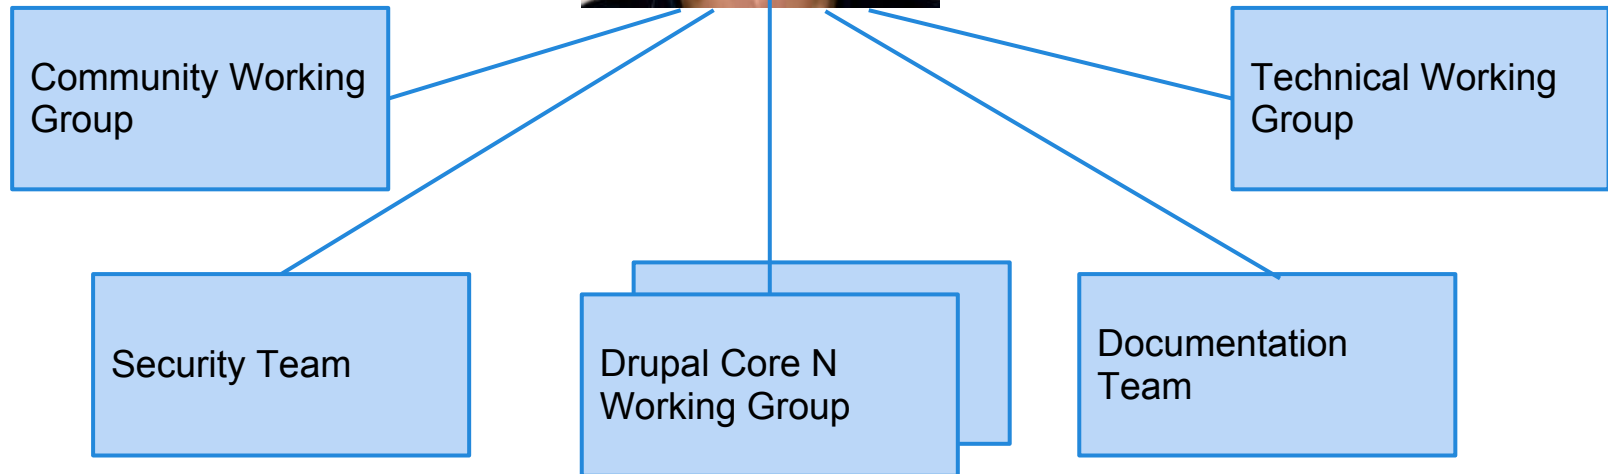 Community Working
Group
Technical Working
Group
Security Team
Drupal Core N
Working Group
Documentation
Team